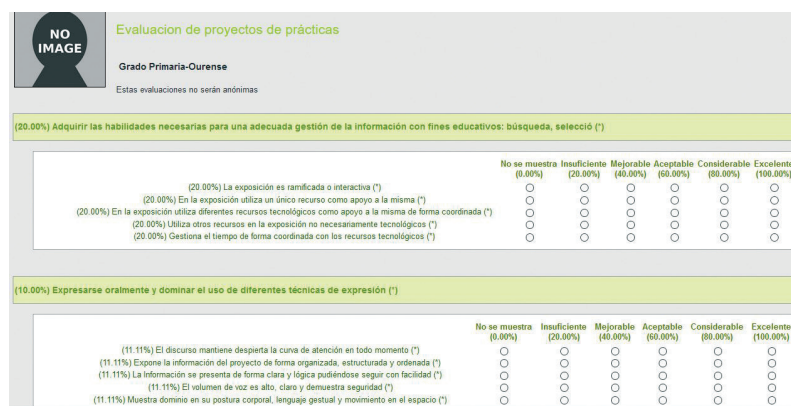 NO
IMAGE
Evaluacion de proyectos de prácticas
Grado Primaria-Ourense
Estas evaluaciones no serán anónimas
(20.00%) Adquirir las habilidades necesarias para una adecuada gestión de la información con fines educativos: búsqueda, selecció (*)
No se muestra Insuficiente Mejorable Aceptable Considerable Excelente
(0.00%) (20.00%) (40.00%) (60.00%) (80.00%) (100.00%)
(20.00%) La exposición es ramificada o interactiva (*)
(20.00%) En la exposición utiliza un único recurso como apoyo a la misma (*)
(20.00%) En la exposición utiliza diferentes recursos tecnológicos como apoyo a la misma de forma coordinada (*)
(20.00%) Utiliza otros recursos en la exposición no necesariamente tecnológicos (*)
(20.00%) Gestiona el tiempo de forma coordinada con los recursos tecnológicos (*)
(10.00%) Expresarse oralmente y dominar el uso de diferentes técnicas de expresión (*)
No se muestra Insuficiente Mejorable Aceptable Considerable Excelente
(0.00%) (20.00%) (40.00%) (60.00%) (80.00%) (100.00%)
(11.11%) El discurso mantiene despierta la curva de atención en todo momento (*)
(11.11%) Expone la información del proyecto de forma organizada, estructurada y ordenada (*)
(11.11%) La Información se presenta de forma clara y lógica pudiéndose seguir con facilidad (*)
(11.11%) El volumen de voz es alto, claro y demuestra seguridad (*)
(11.11%) Muestra dominio en su postura corporal, lenguaje gestual y movimiento en el espacio (*)